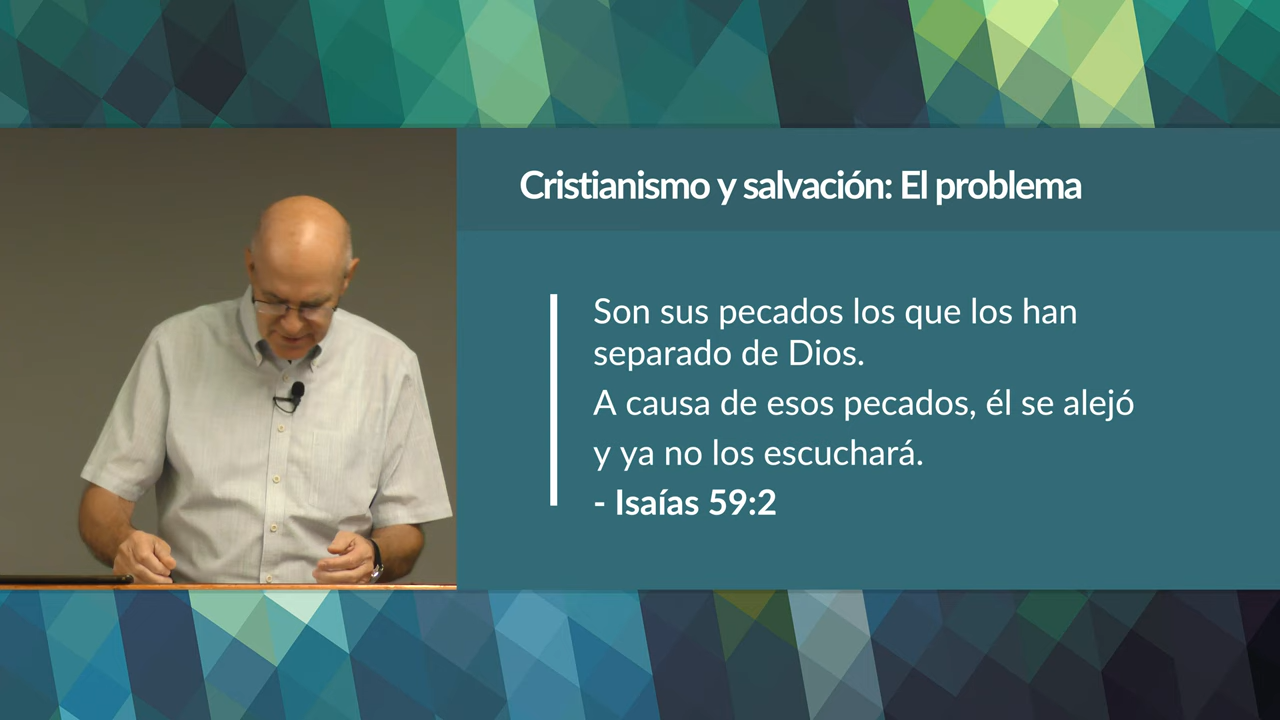 Cristianismo y salvación: El problema
Son sus pecados los que los han
separado de Dios.
A causa de esos pecados, él se alejó
y ya no los escuchará.
- Isaías 59:2